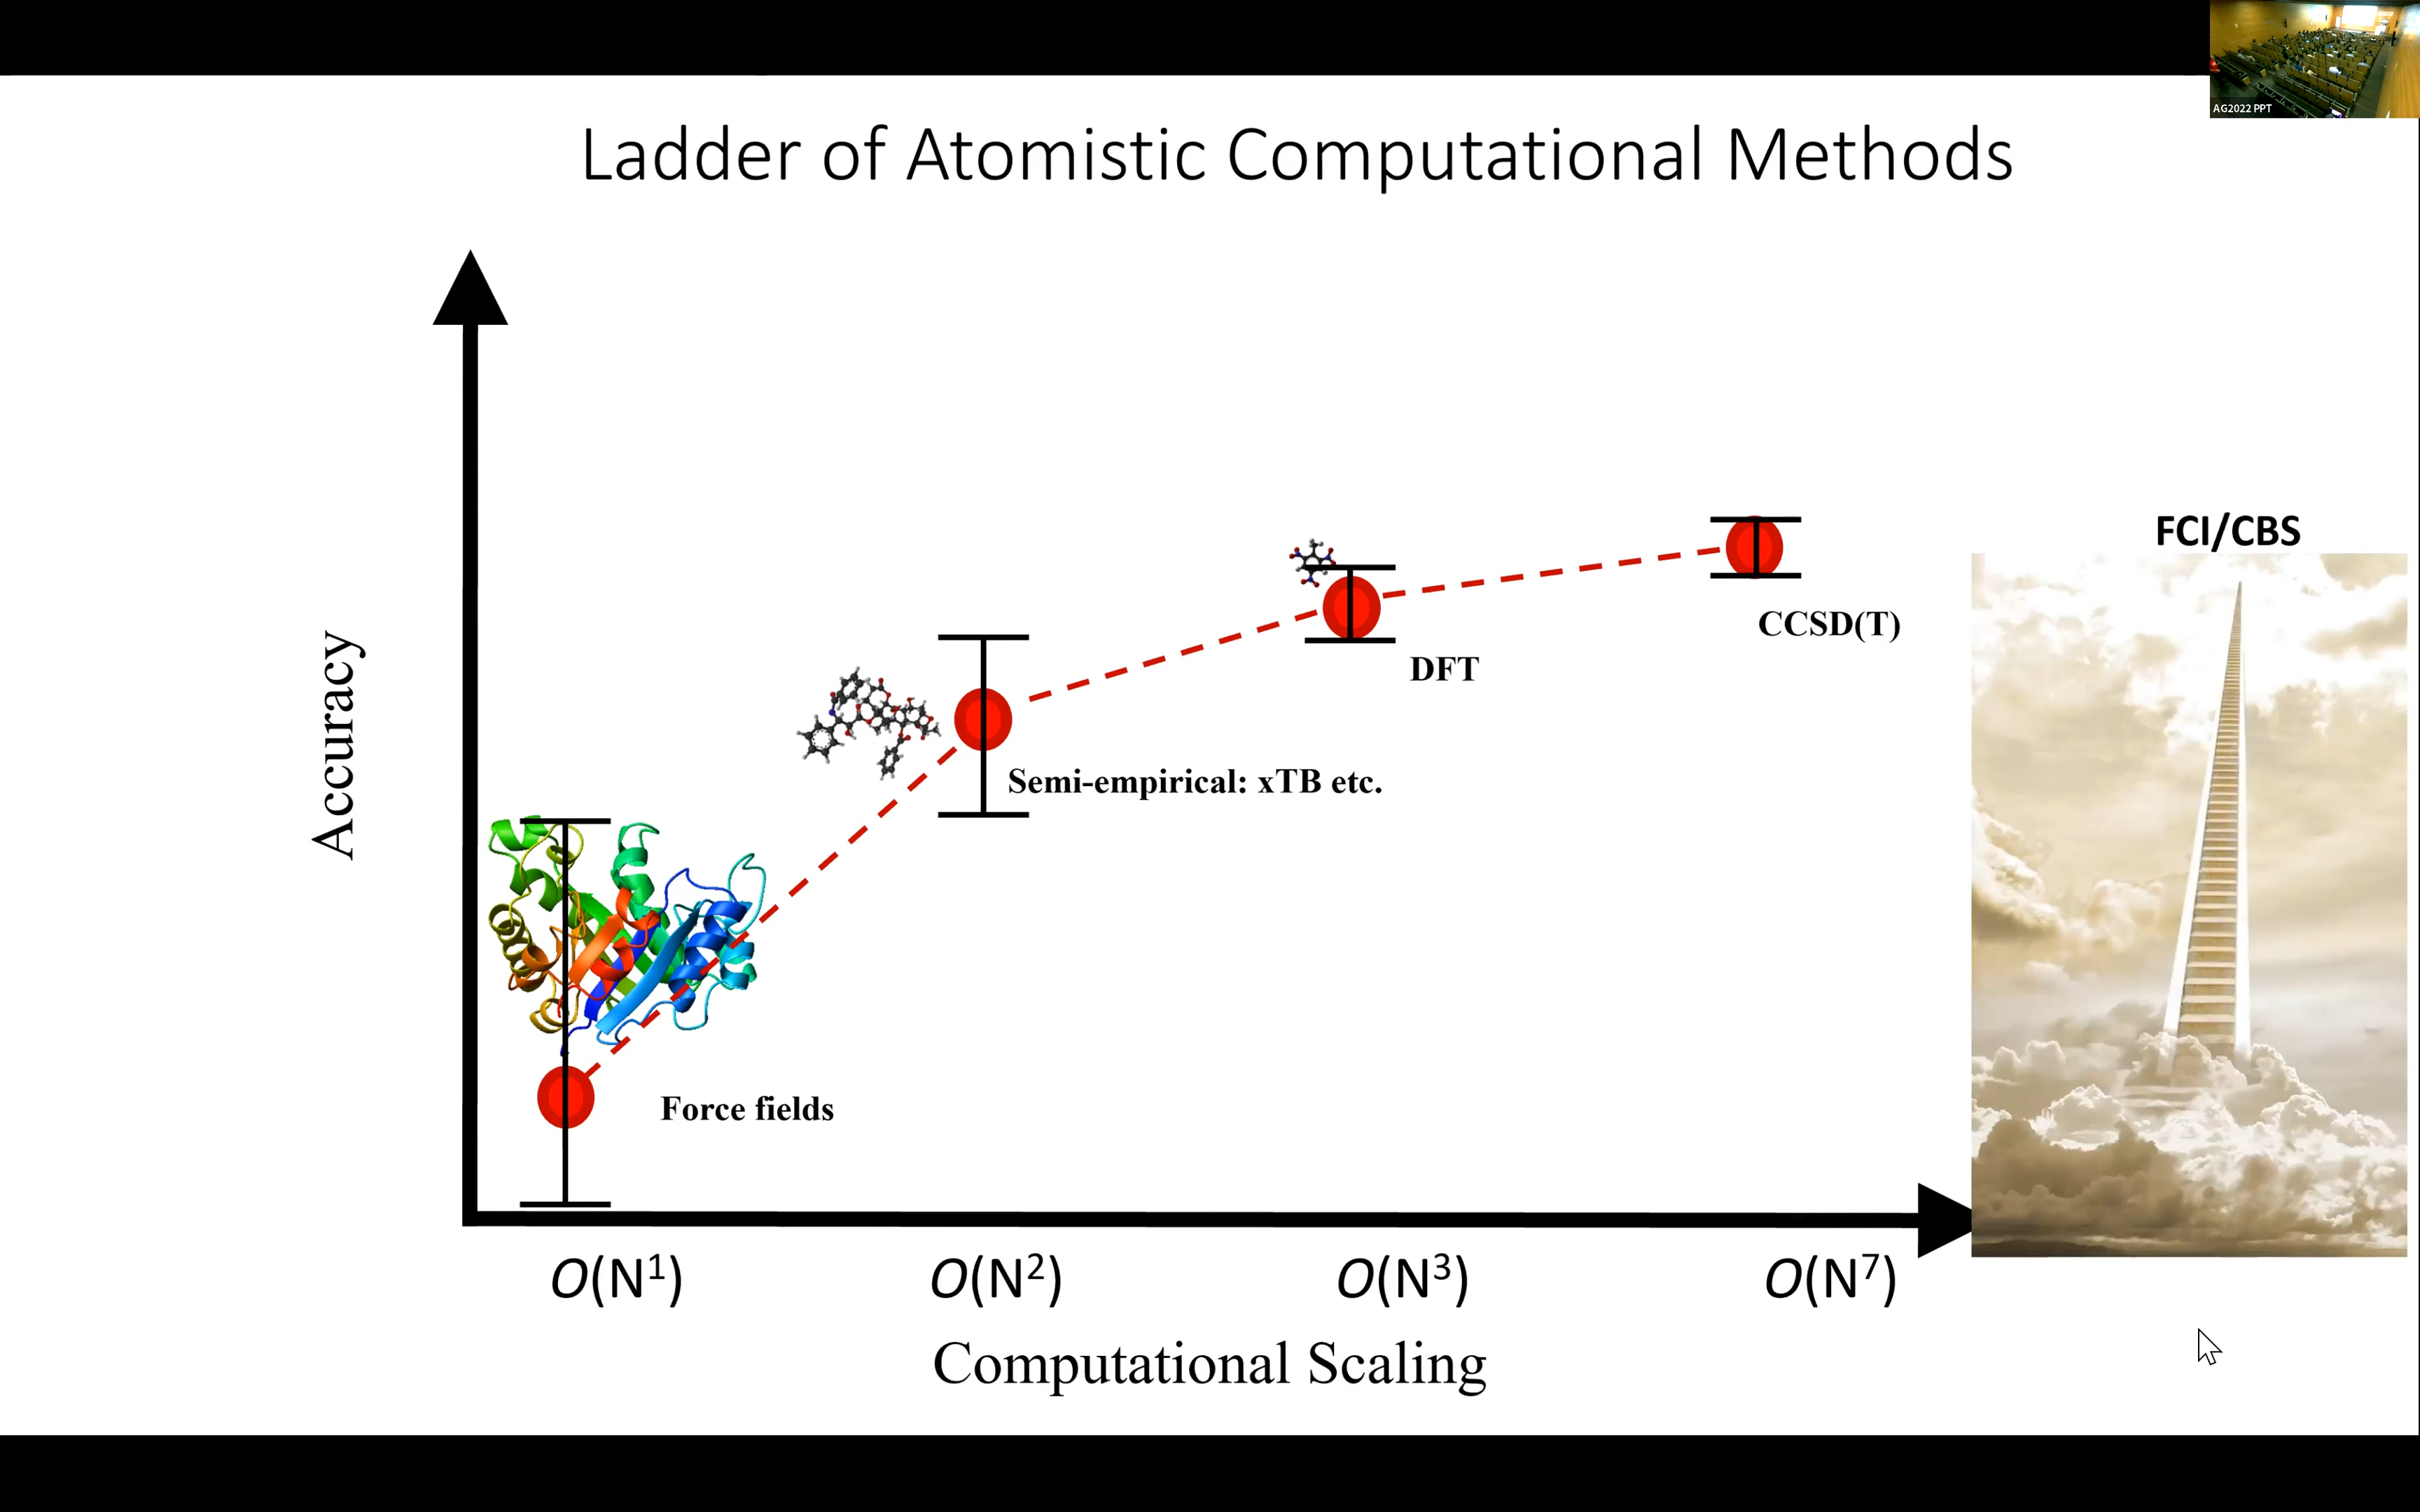 AG2022 PPT
Ladder of Atomistic Computational Methods
Accuracy
FCI/CBS
CCSD(T)
DFT
Semi-empirical: xTB etc.
Force fields
O(N¹)
O(N²)
O(N³)
O(N⁷)
Computational Scaling